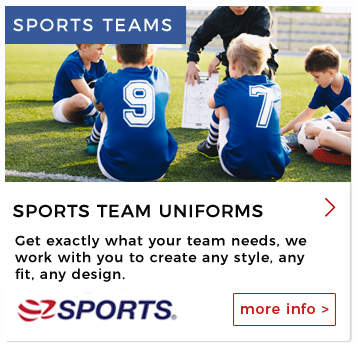 SPORTS TEAMS
9
7
SPORTS TEAM UNIFORMS
Get exactly what your team needs, we
work with you to create any style, any
fit, any design.
EZSPORTS®
more info >